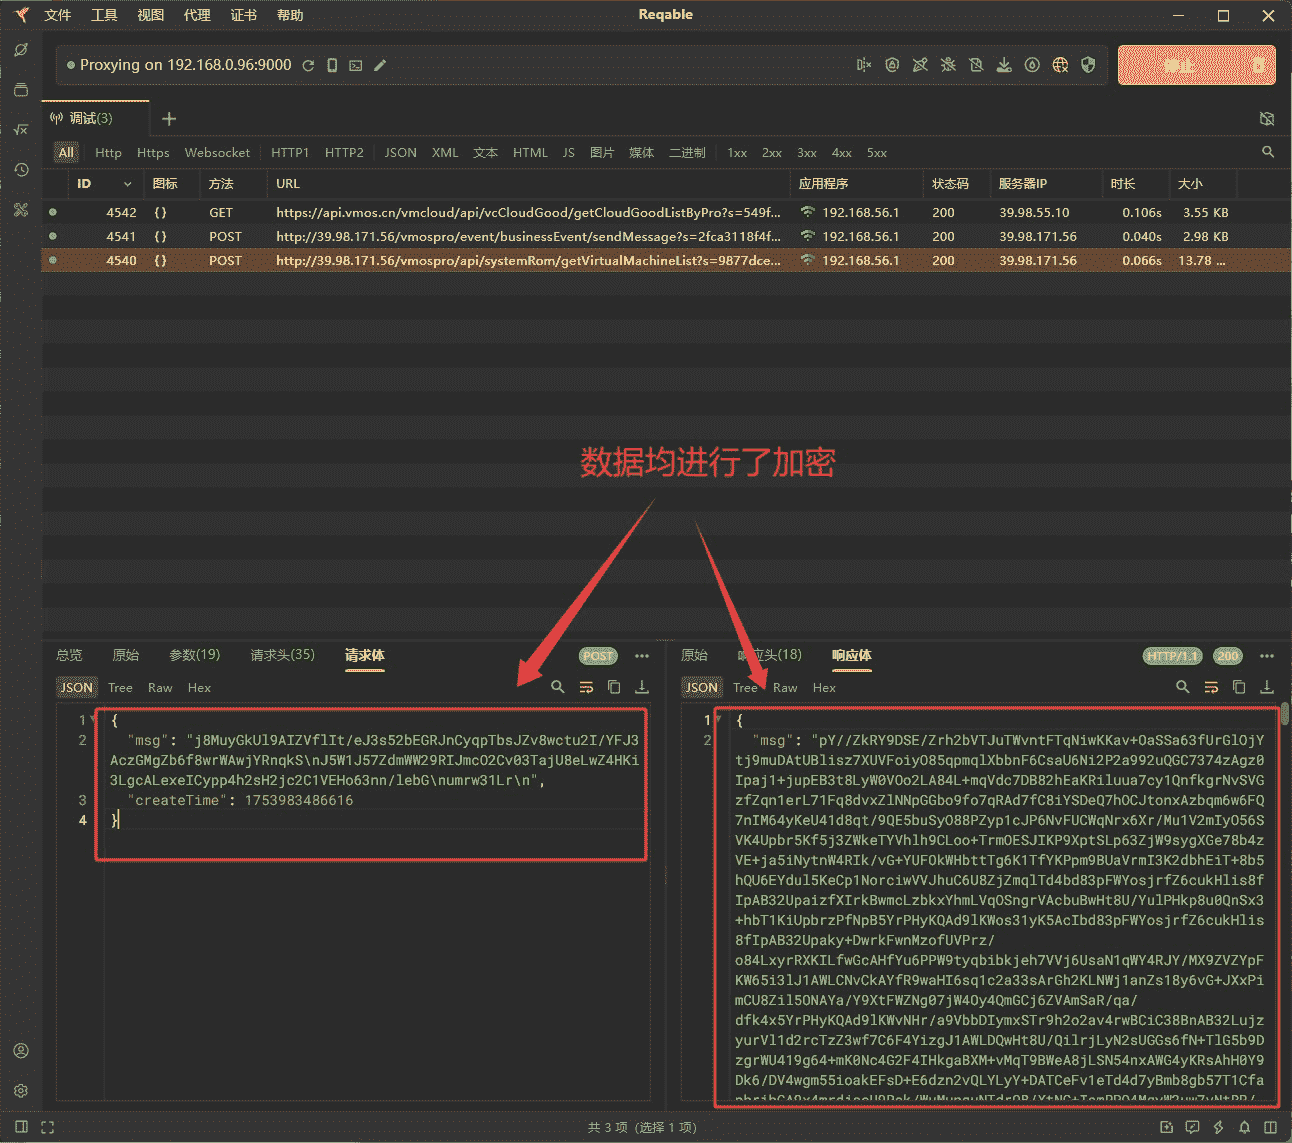 文件 工具 视图 代理 证书 帮助 Reqable
Proxying on 192.168.0.96:9000
调试(3)
All Http Https Websocket HTTP1 HTTP2 JSON XML 文本 HTML JS 图片 媒体 二进制 1xx 2xx 3xx 4xx 5xx
ID 图标 方法 URL 应用程序 状态码 服务器IP 时长 大小
4542 {} GET https://api.vmos.cn/vmcloud/api/vcCloudGood/getCloudGoodListByPro?s=549f... 192.168.56.1 200 39.98.55.10 0.106s 3.55 KB
4541 {} POST http://39.98.171.56/vmospro/event/businessEvent/sendMessage?s=2fca3118f4f... 192.168.56.1 200 39.98.171.56 0.040s 2.98 KB
4540 {} POST http://39.98.171.56/vmospro/api/systemRom/getVirtualMachineList?s=9877dce... 192.168.56.1 200 39.98.171.56 0.066s 13.78 ...
数据均进行了加密
总览 原始 参数(19) 请求头(35) 请求体 POST
JSON Tree Raw Hex
1 {
2 "msg": "j8MuyGkUl9AIZVflIt/eJ3s52bEGRJnCyqpTbsJZv8wctu2I/YFJ3
AczGMgZb6f8wrWAwjYRnqkS\nJ5W1J57ZdmWW29RIJmcO2Cv03TajU8eLwZ4HKi
3LgcALexeICypp4h2sH2jc2C1VEHo63nn/lebG\numrw31Lr\n",
3 "createTime": 1753983486616
4 }
原始 响应头(18) 响应体 HTTP/1.1 200
JSON Tree Raw Hex
1 {
2 "msg": "pY//ZkRY9DSE/Zrh2bVTJuTWvntFTqNiwKKav+OaSSa63fUrGlOjY
tj9muDAtUBlisz7XUVFoiyO85qpmqlXbbnF6CsaU6Ni2P2a992uQGC7374zAgz0
Ipaj1+jupEB3t8LyW0VOo2LA84L+mqVdc7DB82hEaKRiluua7cy1QnfkgrNvSVG
zfZqn1erL71Fq8dvxZlNNpGGbo9fo7qRAd7fC8iYSDeQ7hOCJtonxAzbqm6w6FQ
7nIM64yKeU41d8qt/9QE5buSyO88PZyp1cJP6NvFUCWqNrx6Xr/Mu1V2mIyO56S
VK4Upbr5Kf5j3ZWkeTYVhlh9CLoo+TrmOESJIKP9XptSLp63ZjW9sygXGe78b4z
VE+ja5iNytnW4RIk/vG+YUFOkWHbttTg6K1TfYKPpm9BUaVrmI3K2dbhEiT+8b5
hQU6EYdul5KeCp1NorciwVVJhuC6U8ZjZmqlTd4bd83pFWYosjrfZ6cukHlis8f
IpAB32UpaizfXIrkBwmcLzbkxYhmLVqOSngrVAcbuBwHt8U/YulPHkp8u0QnSx3
+hbT1KiUpbrzPfNpB5YrPHyKQAd9lKWos31yK5AcIbd83pFWYosjrfZ6cukHlis
8fIpAB32Upaky+DwrkFwnMzofUVPrz/
o84LxyrRXKILfwGcAHfYu6PPW9tyqbibkjeh7VVj6UsaN1qWY4RJY/MX9ZVZYpF
KW65i3lJ1AWLCNvCkAYfR9waHI6sq1c2a33sArGh2KLNWj1anZs18y6vG+JXxPi
mCU8Zil5ONAYa/Y9XtFWZNg07jW4Oy4QmGCj6ZVAmSaR/qa/
dfk4x5YrPHyKQAd9lKWvNHr/a9VbbDIymxSTr9h2o2av4rwBCiC38BnAB32Lujz
yurVl1d2rcTzZ3wf7C6F4YizgJ1AWLDQwHt8U/QilrjLyN2sUGGs6fN+TlG5b9D
zgrWU419g64+mK0Nc4G2F4IHkgaBXM+vMqT9BWeA8jLSN54nxAWG4yKRsAhH0Y9
Dk6/DV4wgm55ioakEFsD+E6dzn2vQLYLyY+DATCeFv1eTd4d7yBmb8gb57T1Cfa
共 3 项 (选择 1 项)